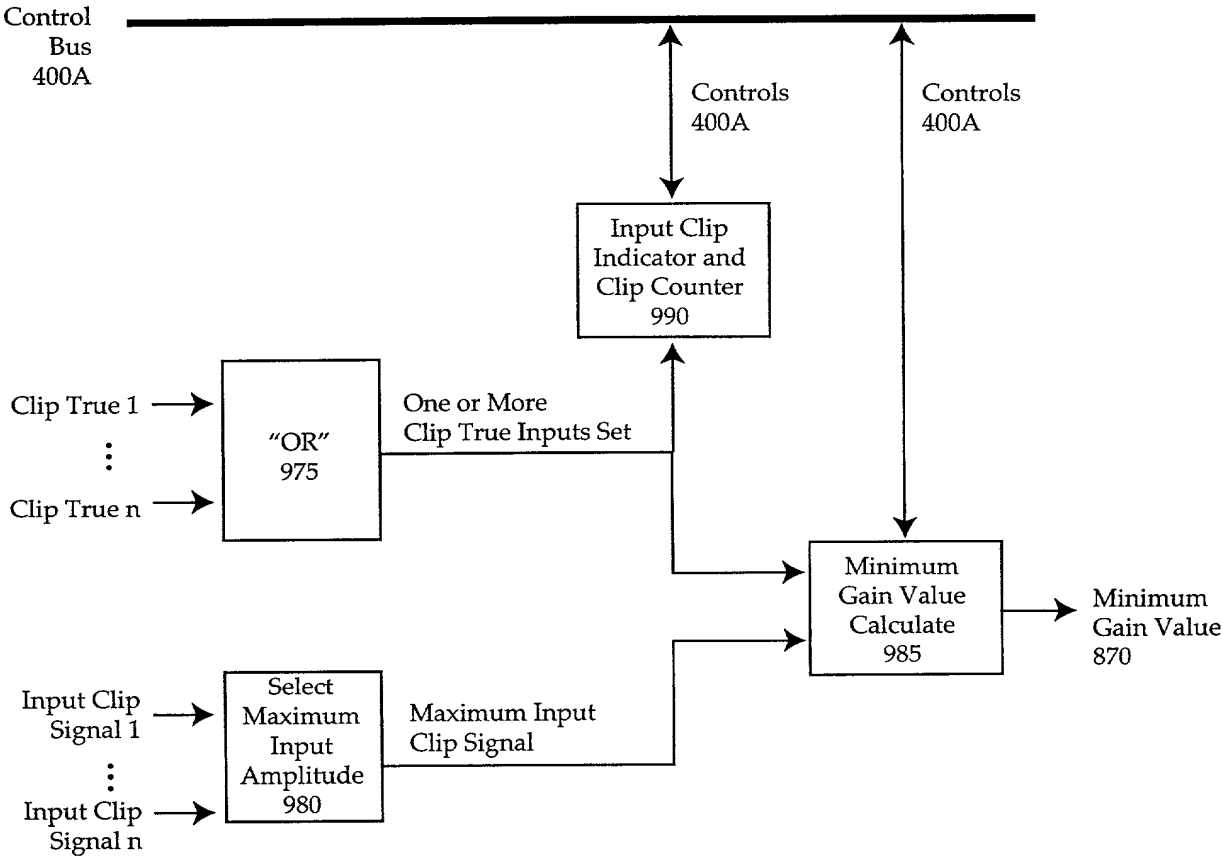 Control
Bus
400A
Controls
400A
Controls
400A
Input Clip
Indicator and
Clip Counter
990
Clip True 1
Clip True n
"OR"
975
One or More
Clip True Inputs Set
Minimum
Gain Value
Calculate
985
Minimum
Gain Value
870
Input Clip
Signal 1
Input Clip
Signal n
Select
Maximum
Input
Amplitude
980
Maximum Input
Clip Signal